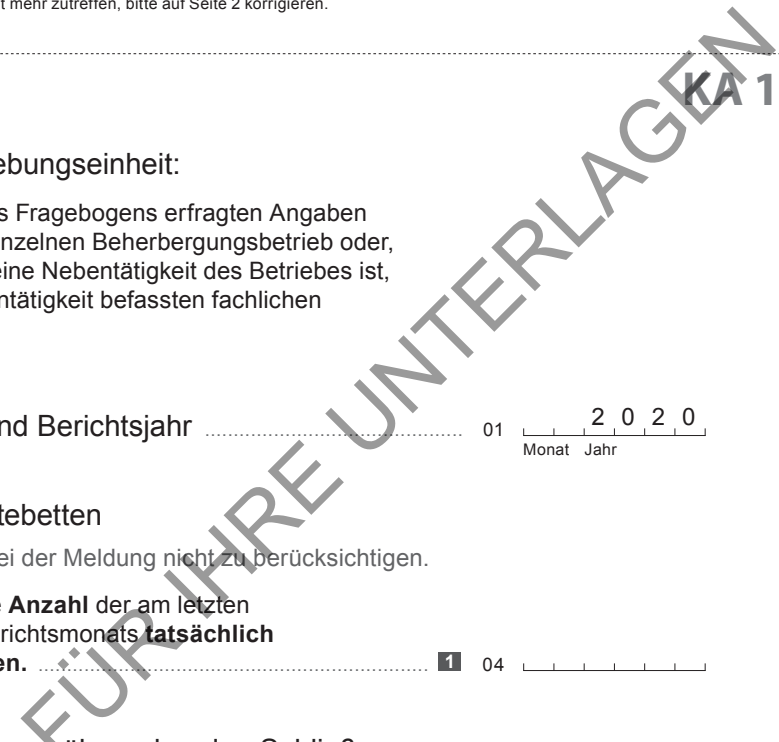 t mehr zutreffen, bitte auf Seite 2 korrigieren.
KA 1
ebungseinheit:
s Fragebogens erfragten Angaben
nzelnen Beherbergungsbetrieb oder,
eine Nebentätigkeit des Betriebes ist,
ntätigkeit befassten fachlichen
nd Berichtsjahr 01 2 0 2 0
Monat Jahr
tebetten
ei der Meldung nicht zu berücksichtigen.
e Anzahl der am letzten
richtsmonats tatsächlich
en. 1 04
FÜR IHRE UNTERLAGEN